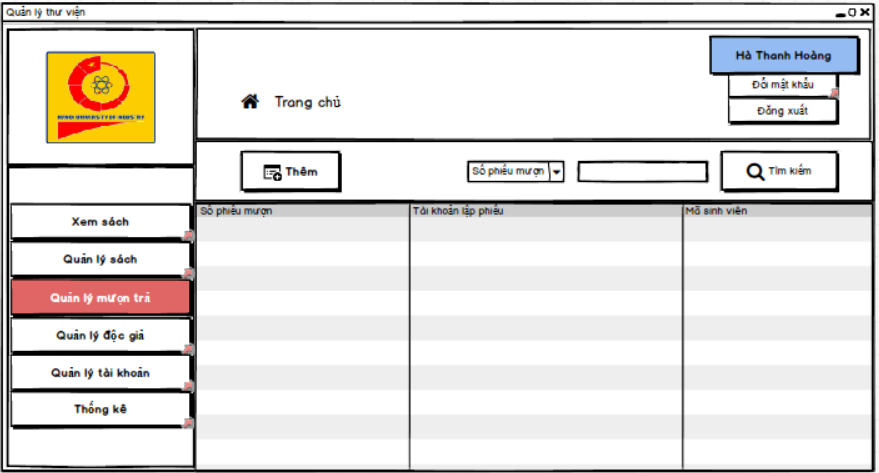 Quản lý thư viện
Hà Thanh Hoàng
Đổi mật khẩu
Đăng xuất
Trang chủ
Thêm
Số phiếu mượn
Tìm kiếm
Xem sách
Quản lý sách
Quản lý mượn trả
Quản lý độc giả
Quản lý tài khoản
Thống kê
Số phiếu mượn
Tài khoản lập phiếu
Mã sinh viên